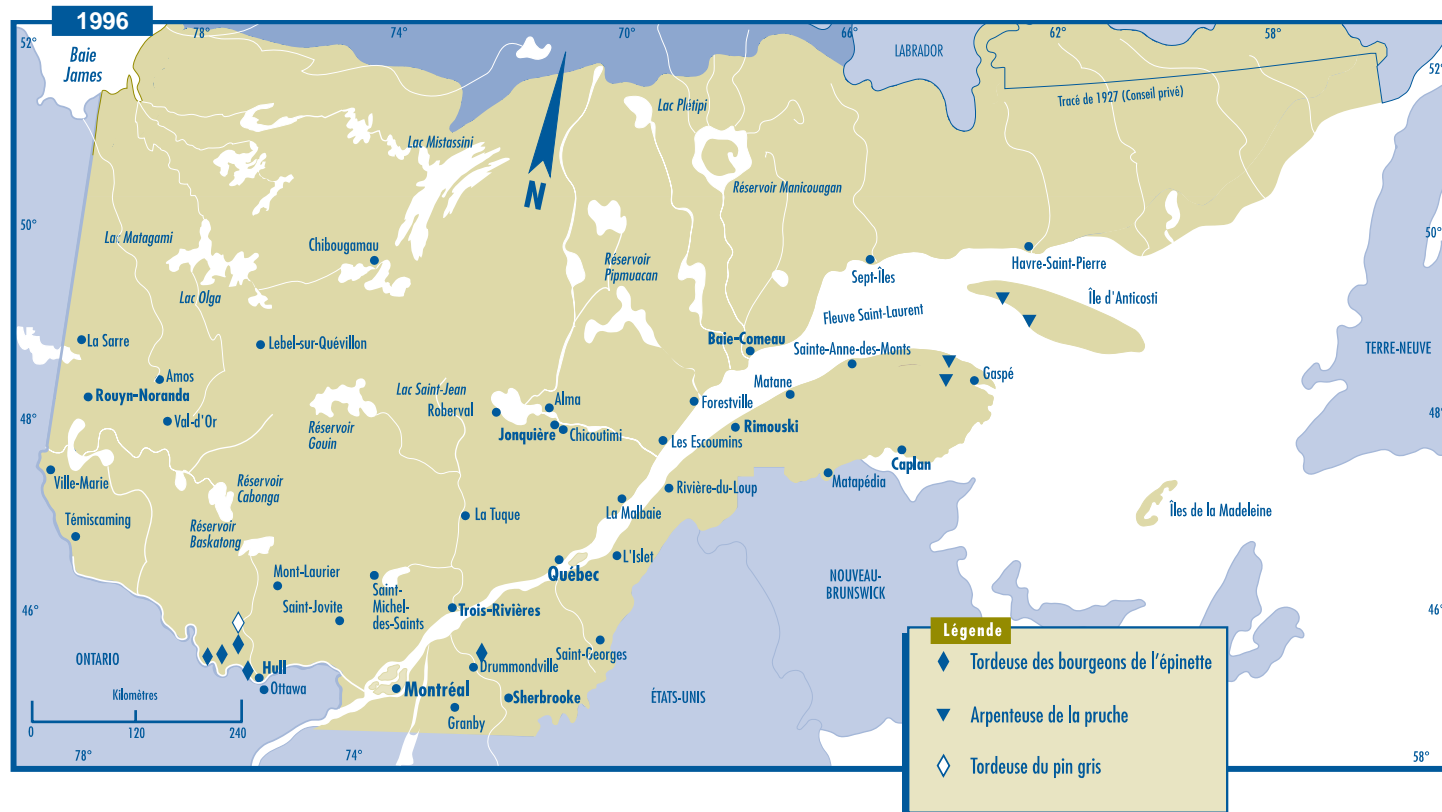 1996
52°
78°
74°
70°
66°
62°
58°
52°
Baie
James
LABRADOR
Tracé de 1927 (Conseil privé)
Lac Plétipi
Lac Mistassini
N
Réservoir Manicouagan
50°
50°
Lac Matagami
Chibougamau
Réservoir
Pipmuacan
Sept-Îles
Havre-Saint-Pierre
Lac Olga
Île d'Anticosti
Fleuve Saint-Laurent
La Sarre
Lebel-sur-Quévillon
Baie-Comeau
Sainte-Anne-des-Monts
TERRE-NEUVE
Amos
Rouyn-Noranda
Val-d'Or
Lac Saint-Jean
Roberval
Alma
Matane
Gaspé
Forestville
48°
48°
Réservoir
Gouin
Jonquière
Chicoutimi
Les Escoumins
Rimouski
Caplan
Ville-Marie
Réservoir
Cabonga
Rivière-du-Loup
Matapédia
Témiscaming
Réservoir
Baskatong
La Tuque
La Malbaie
Îles de la Madeleine
Mont-Laurier
Saint-Jovite
Saint-
Michel-
des-Saints
Québec
L'Islet
NOUVEAU-
BRUNSWICK
46°
46°
Trois-Rivières
ONTARIO
Hull
Ottawa
Drummondville
Saint-Georges
Montréal
Sherbrooke
Granby
ÉTATS-UNIS
Kilomètres
0
120
240
78°
74°
58°
Légende
Tordeuse des bourgeons de l'épinette
Arpenteuse de la pruche
Tordeuse du pin gris